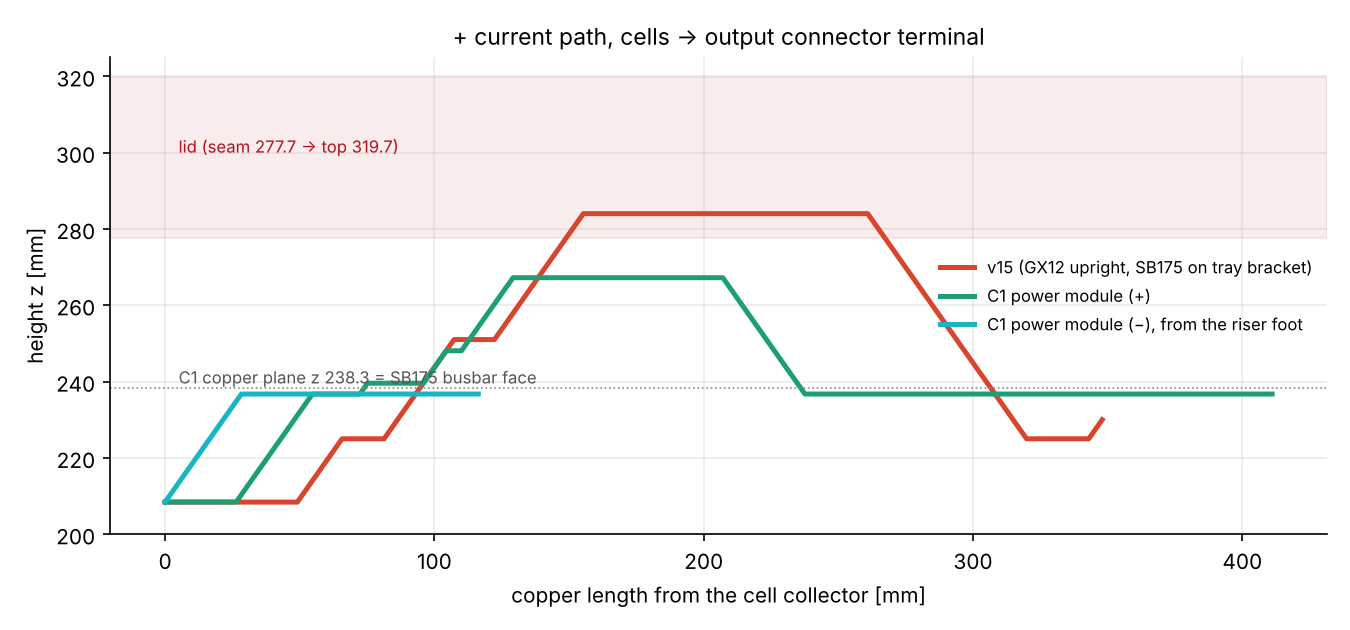 + current path, cells → output connector terminal
320
300
280
260
240
220
200
height z [mm]
lid (seam 277.7 → top 319.7)
v15 (GX12 upright, SB175 on tray bracket)
C1 power module (+)
C1 power module (−), from the riser foot
C1 copper plane z 238.3 = SB175 busbar face
0
100
200
300
400
copper length from the cell collector [mm]